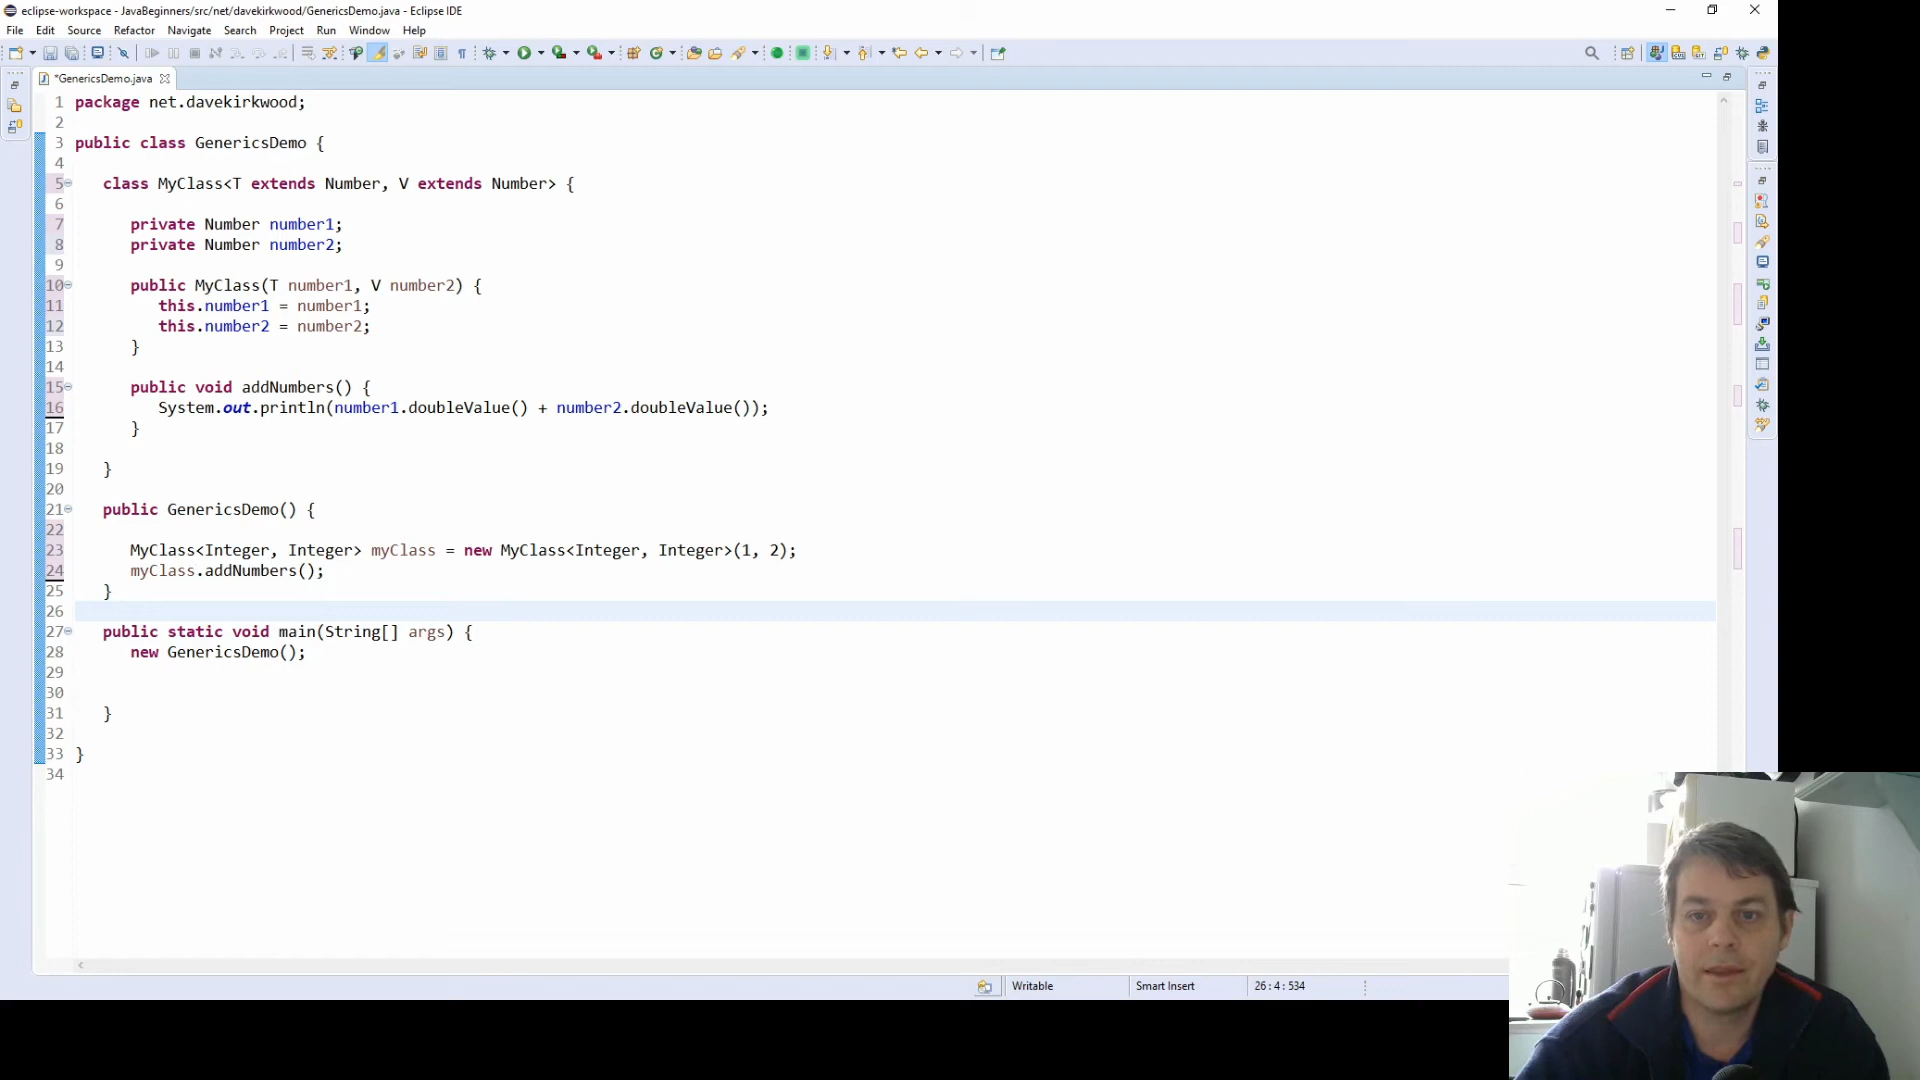 eclipse-workspace - JavaBeginners/src/net/davekirkwood/GenericsDemo.java - Eclipse IDE
File Edit Source Refactor Navigate Search Project Run Window Help
*GenericsDemo.java
1 package net.davekirkwood;
2
3 public class GenericsDemo {
4
5 class MyClass<T extends Number, V extends Number> {
6
7 private Number number1;
8 private Number number2;
9
10 public MyClass(T number1, V number2) {
11 this.number1 = number1;
12 this.number2 = number2;
13 }
14
15 public void addNumbers() {
16 System.out.println(number1.doubleValue() + number2.doubleValue());
17 }
18
19 }
20
21 public GenericsDemo() {
22
23 MyClass<Integer, Integer> myClass = new MyClass<Integer, Integer>(1, 2);
24 myClass.addNumbers();
25 }
26
27 public static void main(String[] args) {
28 new GenericsDemo();
29
30
31 }
32
33 }
34
Writable Smart Insert 26 : 4 : 534